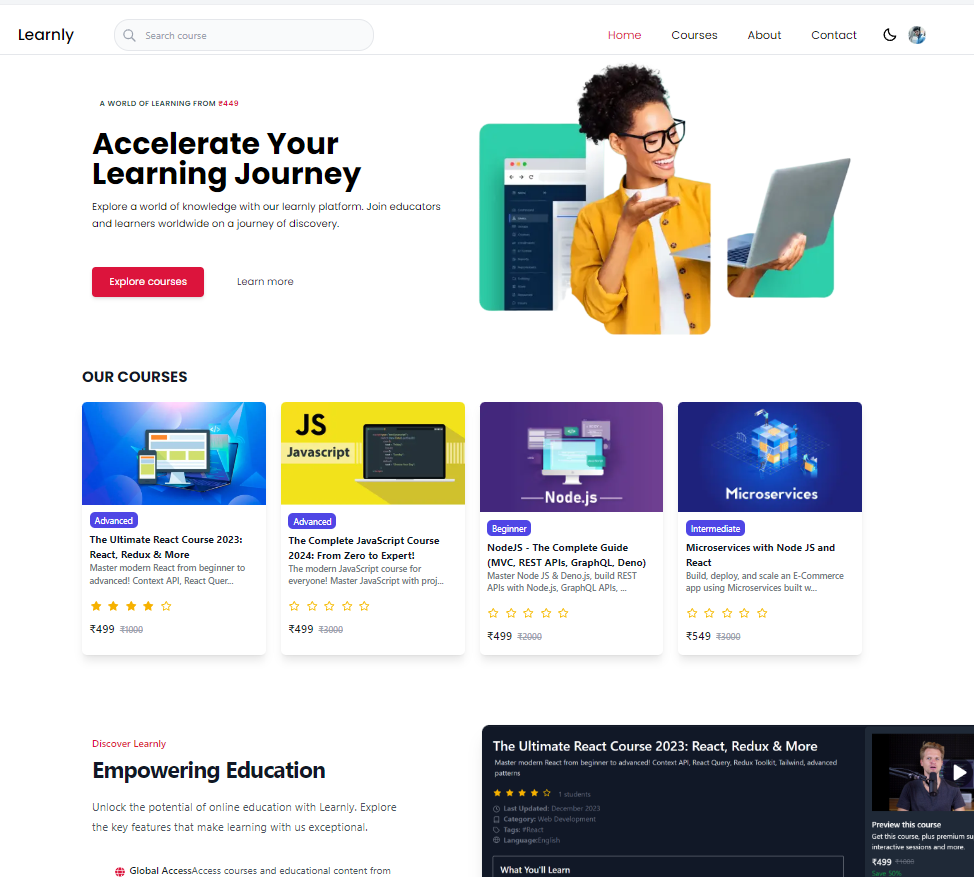 Learnly
Search course
Home
Courses
About
Contact
A WORLD OF LEARNING FROM ₹449
Accelerate Your
Learning Journey
Explore a world of knowledge with our learnly platform. Join educators
and learners worldwide on a journey of discovery.
Explore courses
Learn more
OUR COURSES
Advanced
The Ultimate React Course 2023:
React, Redux & More
Master modern React from beginner to
advanced! Context API, React Quer...
₹499 ₹1000
JS
Javascript
Advanced
The Complete JavaScript Course
2024: From Zero to Expert!
The modern JavaScript course for
everyone! Master JavaScript with proj...
₹499 ₹3000
Node.js
Beginner
NodeJS - The Complete Guide
(MVC, REST APIs, GraphQL, Deno)
Master Node JS & Deno.js, build REST
APIs with Node.js, GraphQL APIs, ...
₹499 ₹2000
Microservices
Intermediate
Microservices with Node JS and
React
Build, deploy, and scale an E-Commerce
app using Microservices built w...
₹549 ₹3000
Discover Learnly
Empowering Education
Unlock the potential of online education with Learnly. Explore
the key features that make learning with us exceptional.
Global AccessAccess courses and educational content from
The Ultimate React Course 2023: React, Redux & More
Master modern React from beginner to advanced! Context API, React Query, Redux Toolkit, Tailwind, advanced
patterns
1 students
Last Updated: December 2023
Category: Web Development
Tags: #React
Language:English
What You'll Learn
Preview this course
Get this course, plus premium su
interactive sessions and more.
₹499 ₹1000
Save 50%